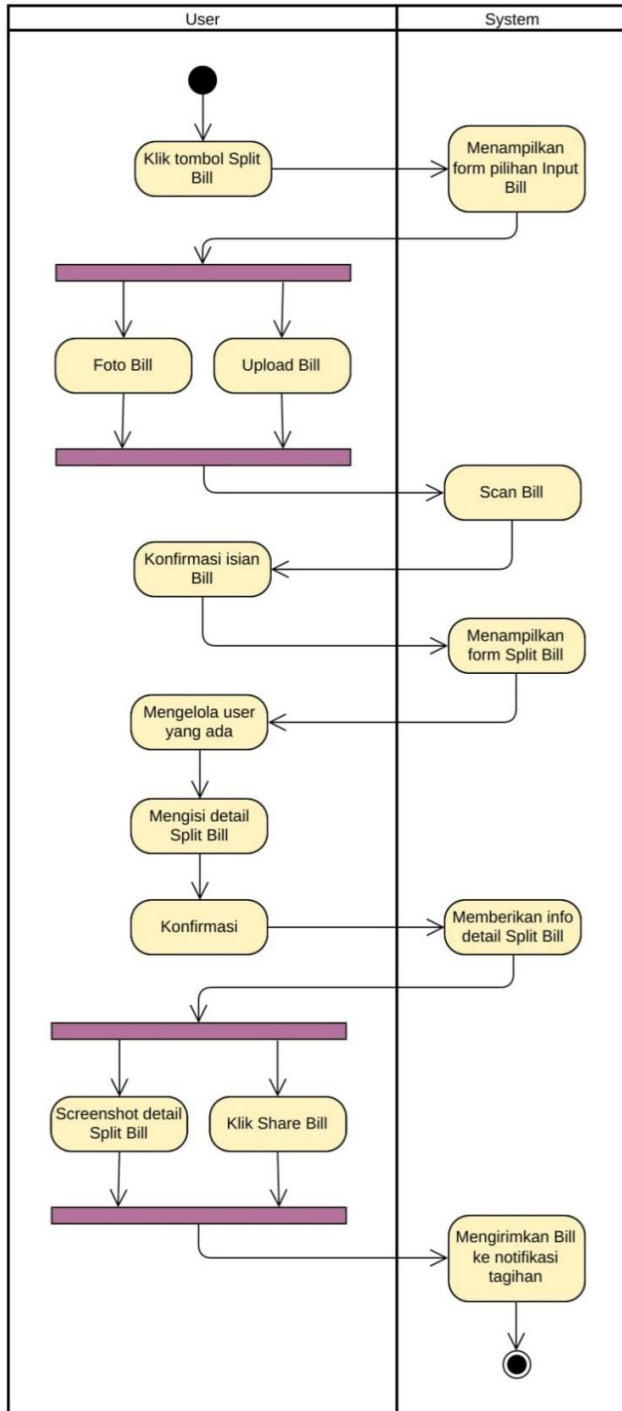 User
System
Klik tombol Split
Bill
Menampilkan
form pilihan Input
Bill
Foto Bill
Upload Bill
Scan Bill
Konfirmasi isian
Bill
Menampilkan
form Split Bill
Mengelola user
yang ada
Mengisi detail
Split Bill
Konfirmasi
Memberikan info
detail Split Bill
Screenshot detail
Split Bill
Klik Share Bill
Mengirimkan Bill
ke notifikasi
tagihan